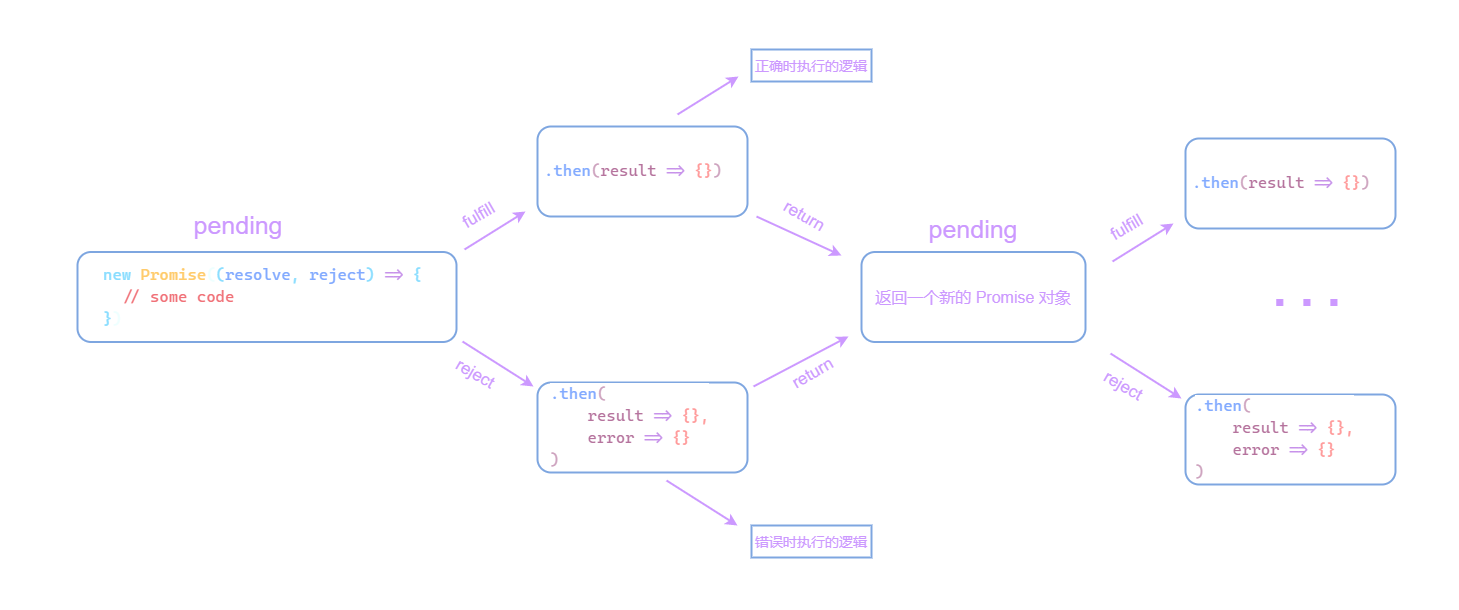 正确时执行的逻辑
.then(result => {})
fulfill
pending
new Promise (resolve, reject) => {
// some code
})
reject
.then(
result => {},
error => {}
)
错误时执行的逻辑
return
return
pending
返回一个新的 Promise 对象
fulfill
.then(result => {})
...
reject
.then(
result => {},
error => {}
)